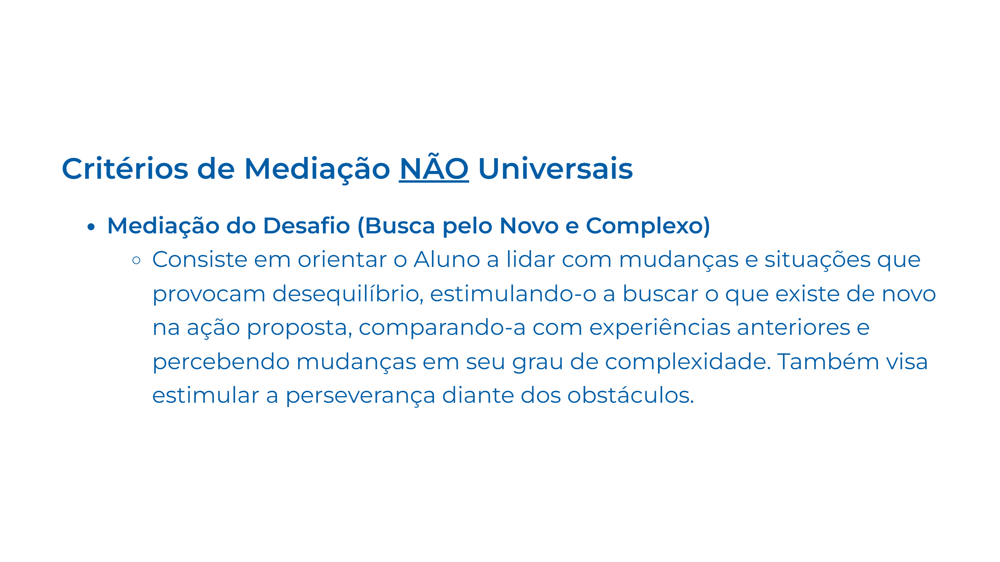 Critérios de Mediação NÃO Universais
• Mediação do Desafio (Busca pelo Novo e Complexo)
○ Consiste em orientar o Aluno a lidar com mudanças e situações que
provocam desequilíbrio, estimulando-o a buscar o que existe de novo
na ação proposta, comparando-a com experiências anteriores e
percebendo mudanças em seu grau de complexidade. Também visa
estimular a perseverança diante dos obstáculos.